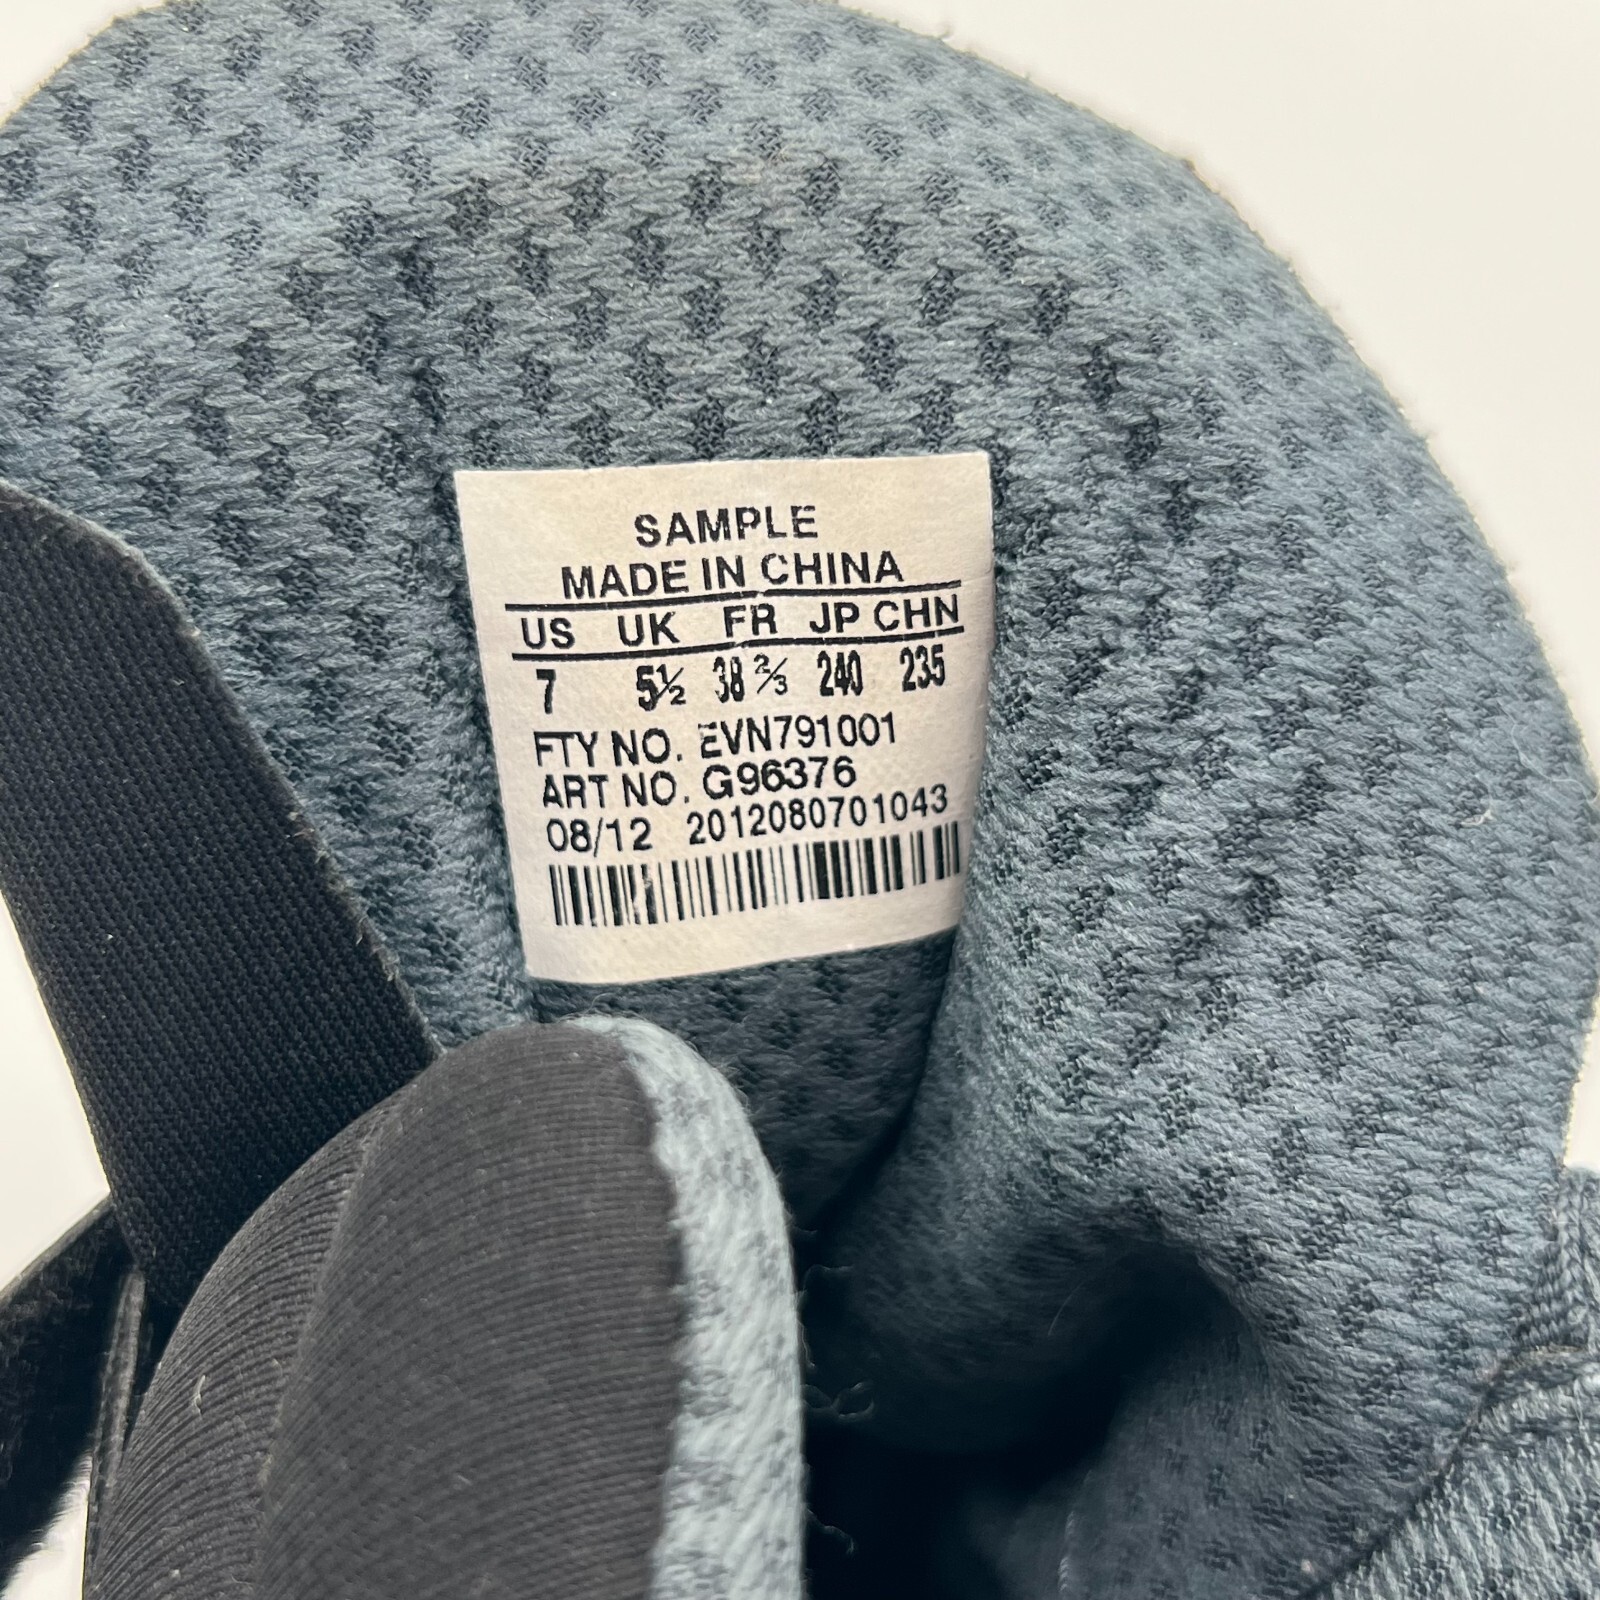 SAMPLE
MADE IN CHINA
US UK FR JP CHN
7 5½ 38 ⅔ 240 235
FTY NO. EVN791001
ART NO. G96376
08/12 2012080701043